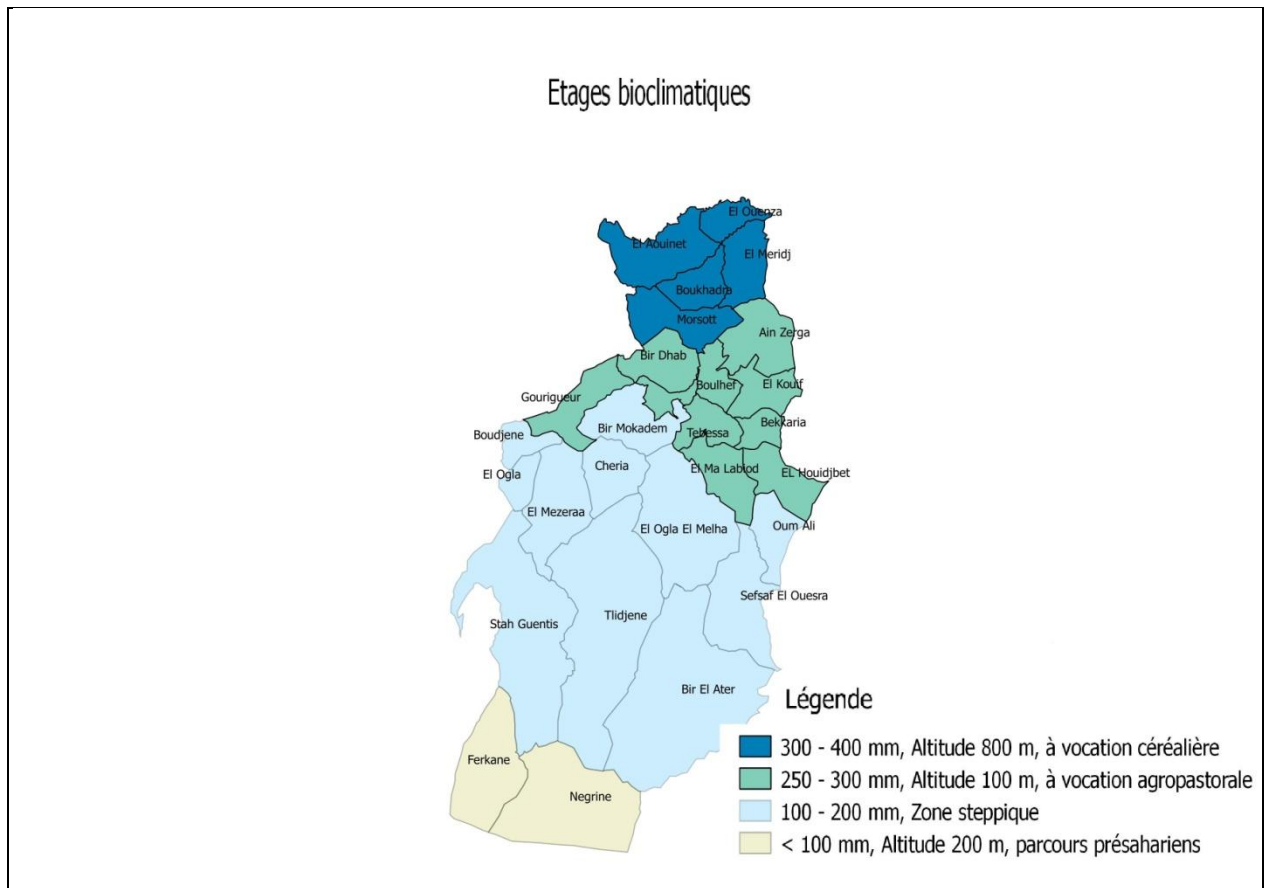 Etages bioclimatiques
El Ouenza
El Aouinet
El Meridj
Boukhadra
Morsott
Ain Zerga
Bir Dhab
Boulhef
El Kouif
Gourigueur
Bekkaria
Bir Mokadem
Tebessa
Boudjene
Cheria
El Ma Labiod
EL Houidjbet
El Ogla
El Mezeraa
El Ogla El Melha
Oum Ali
Sefsaf El Ouesra
Tlidjene
Stah Guentis
Bir El Ater
Légende
300 - 400 mm, Altitude 800 m, à vocation céréalière
Ferkane
250 - 300 mm, Altitude 100 m, à vocation agropastorale
Negrine
100 - 200 mm, Zone steppique
< 100 mm, Altitude 200 m, parcours présahariens